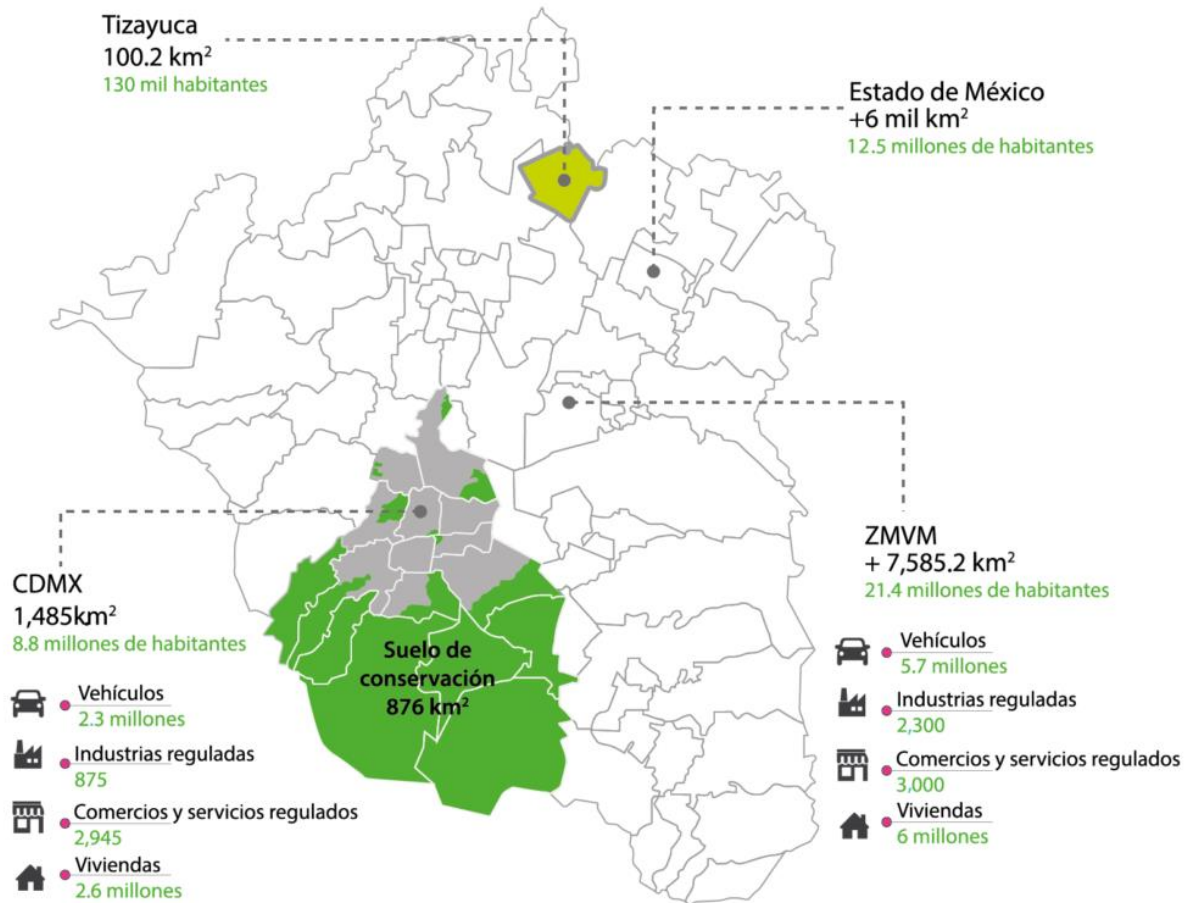 Tizayuca
100.2 km²
130 mil habitantes
Estado de México
+6 mil km²
12.5 millones de habitantes
CDMX
1,485km²
8.8 millones de habitantes
Vehículos
2.3 millones
Industrias reguladas
875
Comercios y servicios regulados
2,945
Viviendas
2.6 millones
Suelo de
conservación
876 km²
ZMVM
+ 7,585.2 km²
21.4 millones de habitantes
Vehículos
5.7 millones
Industrias reguladas
2,300
Comercios y servicios regulados
3,000
Viviendas
6 millones